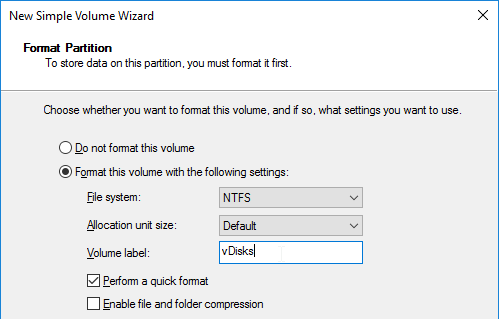 New Simple Volume Wizard
Format Partition
To store data on this partition, you must format it first.
Choose whether you want to format this volume, and if so, what settings you want to use.
Do not format this volume
Format this volume with the following settings:
File system: NTFS
Allocation unit size: Default
Volume label: vDisks
Perform a quick format
Enable file and folder compression